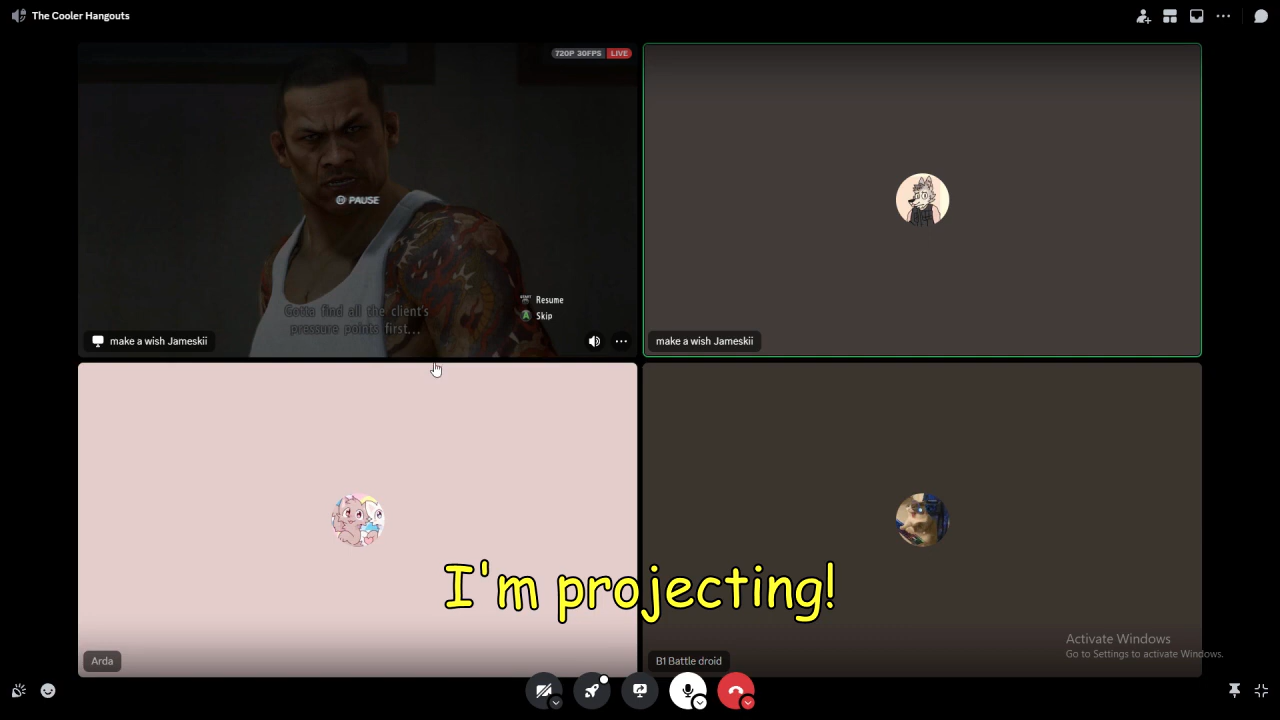 The Cooler Hangouts
720P 30FPS LIVE
PAUSE
Gotta find all the client's
pressure points first...
START Resume
A Skip
make a wish Jameskii
make a wish Jameskii
I'm projecting!
Arda
B1 Battle droid
Activate Windows
Go to Settings to activate Windows.